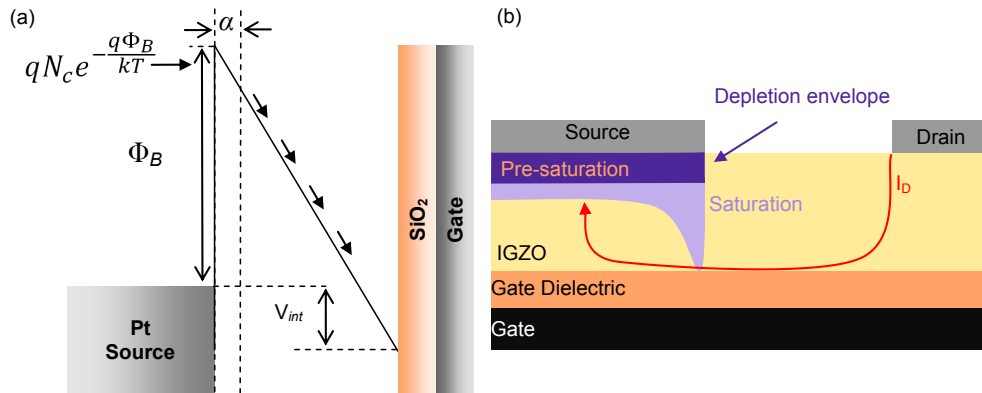 (a)
α
qN_c e^{-\frac{qΦ_B}{kT}}
Φ_B
SiO₂
Gate
V_int
Pt
Source
(b)
Depletion envelope
Source
Drain
Pre-saturation
I_D
Saturation
IGZO
Gate Dielectric
Gate